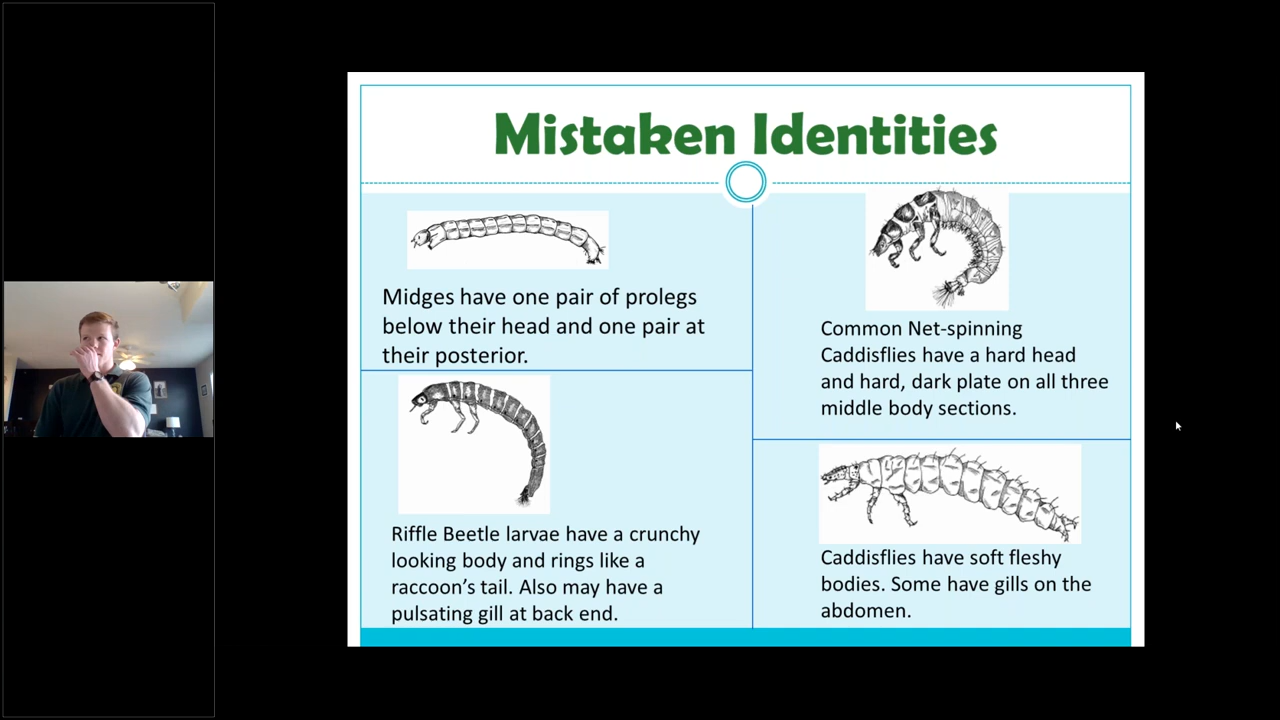 Mistaken Identities
Midges have one pair of prolegs
below their head and one pair at
their posterior.
Riffle Beetle larvae have a crunchy
looking body and rings like a
raccoon's tail. Also may have a
pulsating gill at back end.
Common Net-spinning
Caddisflies have a hard head
and hard, dark plate on all three
middle body sections.
Caddisflies have soft fleshy
bodies. Some have gills on the
abdomen.